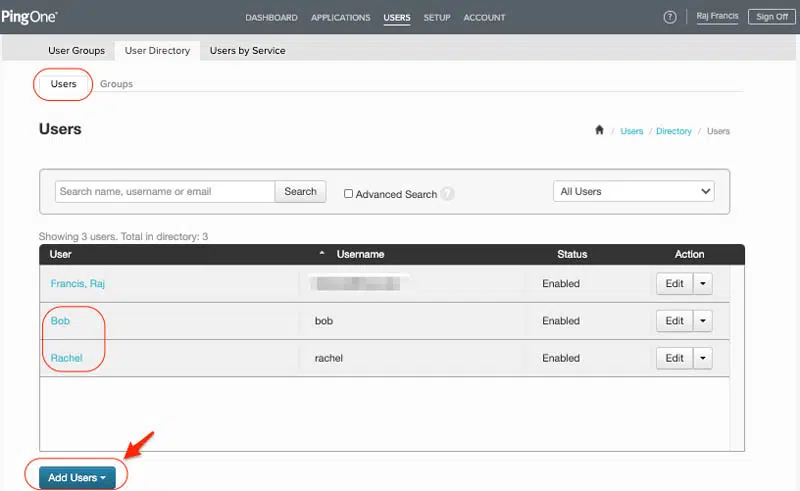 PingOne® DASHBOARD APPLICATIONS USERS SETUP ACCOUNT ? Raj Francis Sign Off
User Groups User Directory Users by Service
Users Groups
Users
/ Users / Directory / Users
Search name, username or email Search Advanced Search ? All Users
Showing 3 users. Total in directory: 3
User Username Status Action
Francis, Raj Enabled Edit
Bob bob Enabled Edit
Rachel rachel Enabled Edit
Add Users